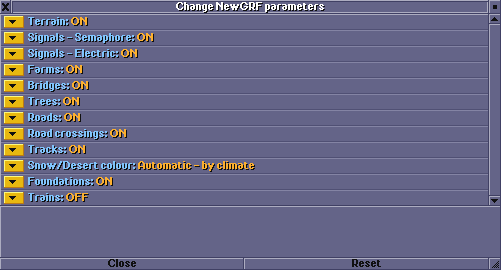 Change NewGRF parameters
Terrain: ON
Signals - Semaphore: ON
Signals - Electric: ON
Farms: ON
Bridges: ON
Trees: ON
Roads: ON
Road crossings: ON
Tracks: ON
Snow/Desert colour: Automatic - by climate
Foundations: ON
Trains: OFF
Close Reset